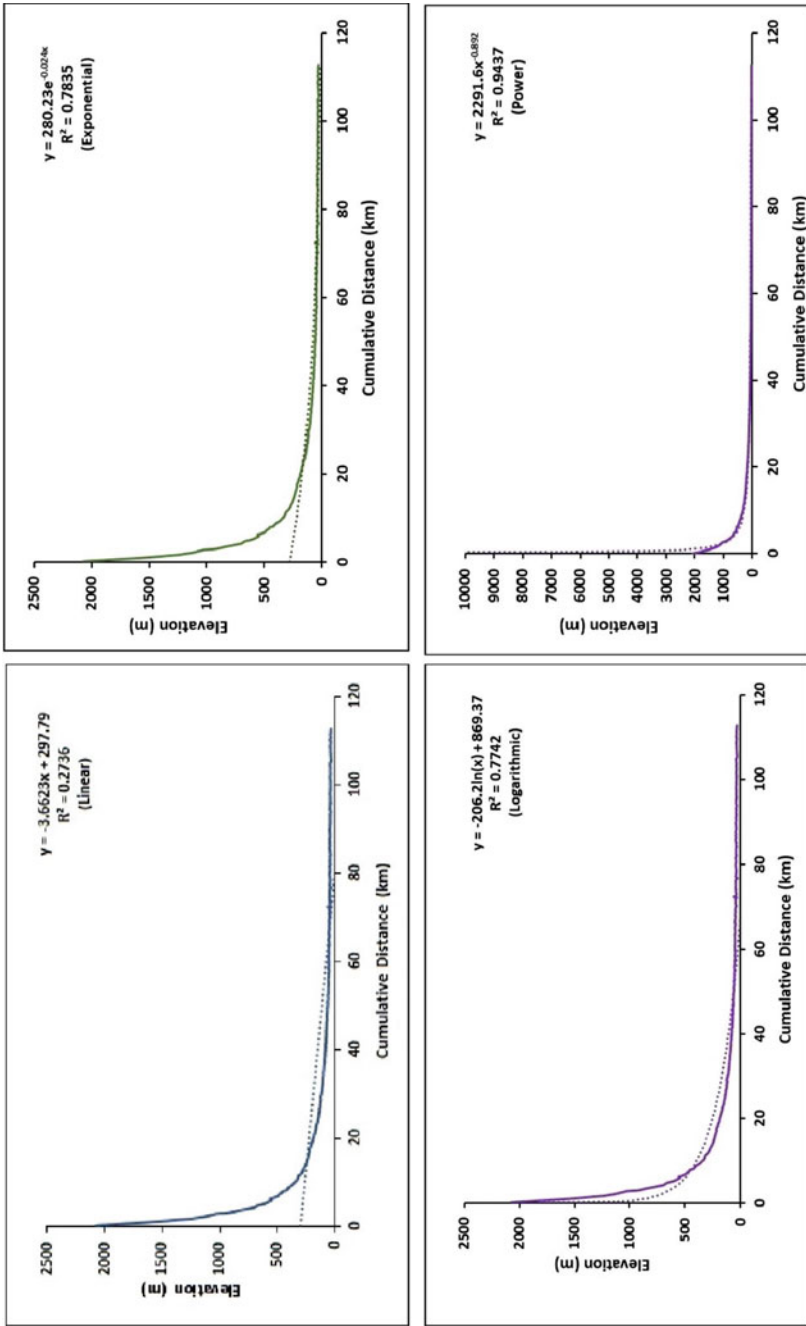 y = -3.6623x + 297.79
R² = 0.2736
(Linear)
Elevation (m)
2500
2000
1500
1000
500
0
0 20 40 60 80 100 120
Cumulative Distance (km)
y = 280.23e^-0.024x
R² = 0.7835
(Exponential)
Elevation (m)
2500
2000
1500
1000
500
0
0 20 40 60 80 100 120
Cumulative Distance (km)
y = -206.2ln(x) + 869.37
R² = 0.7742
(Logarithmic)
Elevation (m)
2500
2000
1500
1000
500
0
0 20 40 60 80 100 120
Cumulative Distance (km)
y = 2291.6x^-0.892
R² = 0.9437
(Power)
Elevation (m)
10000
9000
8000
7000
6000
5000
4000
3000
2000
1000
0
0 20 40 60 80 100 120
Cumulative Distance (km)